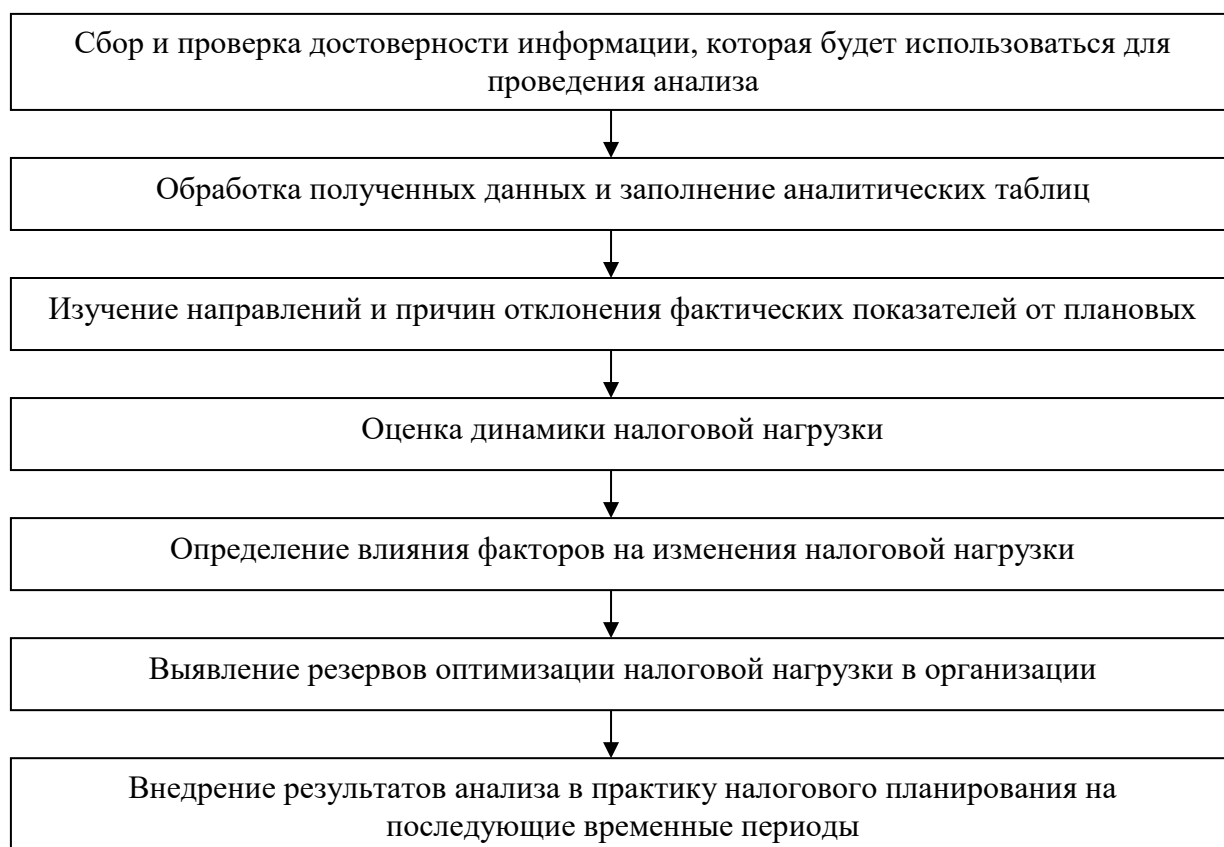 Сбор и проверка достоверности информации, которая будет использоваться для
проведения анализа
Обработка полученных данных и заполнение аналитических таблиц
Изучение направлений и причин отклонения фактических показателей от плановых
Оценка динамики налоговой нагрузки
Определение влияния факторов на изменения налоговой нагрузки
Выявление резервов оптимизации налоговой нагрузки в организации
Внедрение результатов анализа в практику налогового планирования на
последующие временные периоды